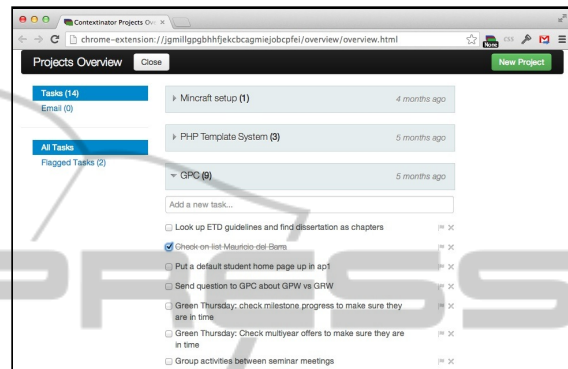 Contextinator Projects Ove
chrome-extension://jgmillgpgbhhfjekcbcagmiejobcpfei/overview/overview.html
None
CSS
Projects Overview
Close
New Project
Tasks (14)
Email (0)
All Tasks
Flagged Tasks (2)
Mincraft setup (1)
4 months ago
PHP Template System (3)
5 months ago
GPC (9)
5 months ago
Add a new task...
Look up ETD guidelines and find dissertation as chapters
Check on list Mauricio del Barra
Put a default student home page up in ap1
Send question to GPC about GPW vs GRW
Green Thursday: check milestone progress to make sure they
are in time
Green Thursday: Check multiyear offers to make sure they are
in time
Group activities between seminar meetings